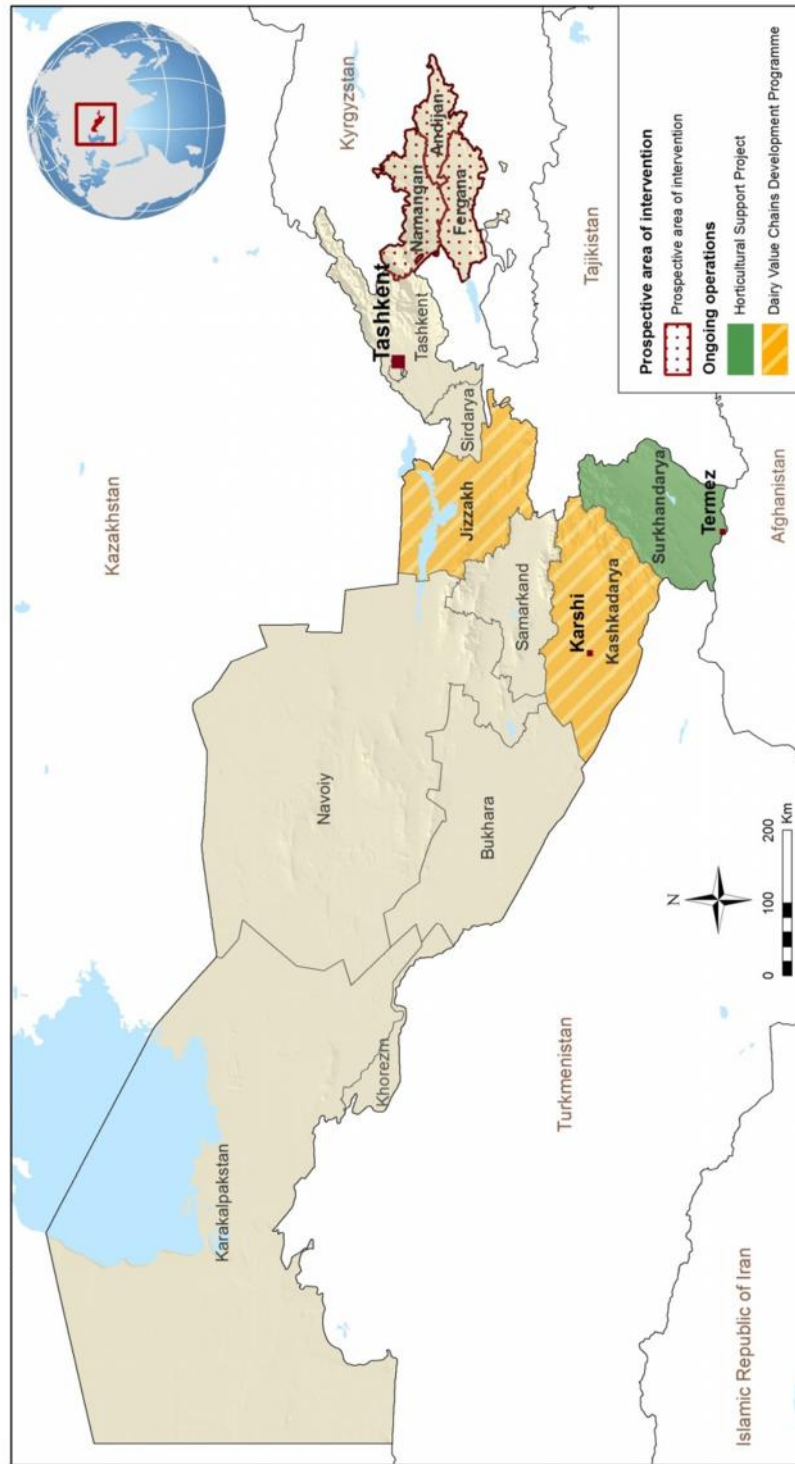 Kazakhstan
Kyrgyzstan
Tashkent
Tashkent
Namangan
Andijan
Fergana
Tajikistan
Karakalpakstan
Khorezm
Navoiy
Bukhara
Samarkand
Jizzakh
Sirdarya
Karshi
Kashkadarya
Surkhandarya
Termez
Afghanistan
Turkmenistan
Islamic Republic of Iran
N
0 100 200
Km
Prospective area of intervention
Prospective area of intervention
Ongoing operations
Horticultural Support Project
Dairy Value Chains Development Programme